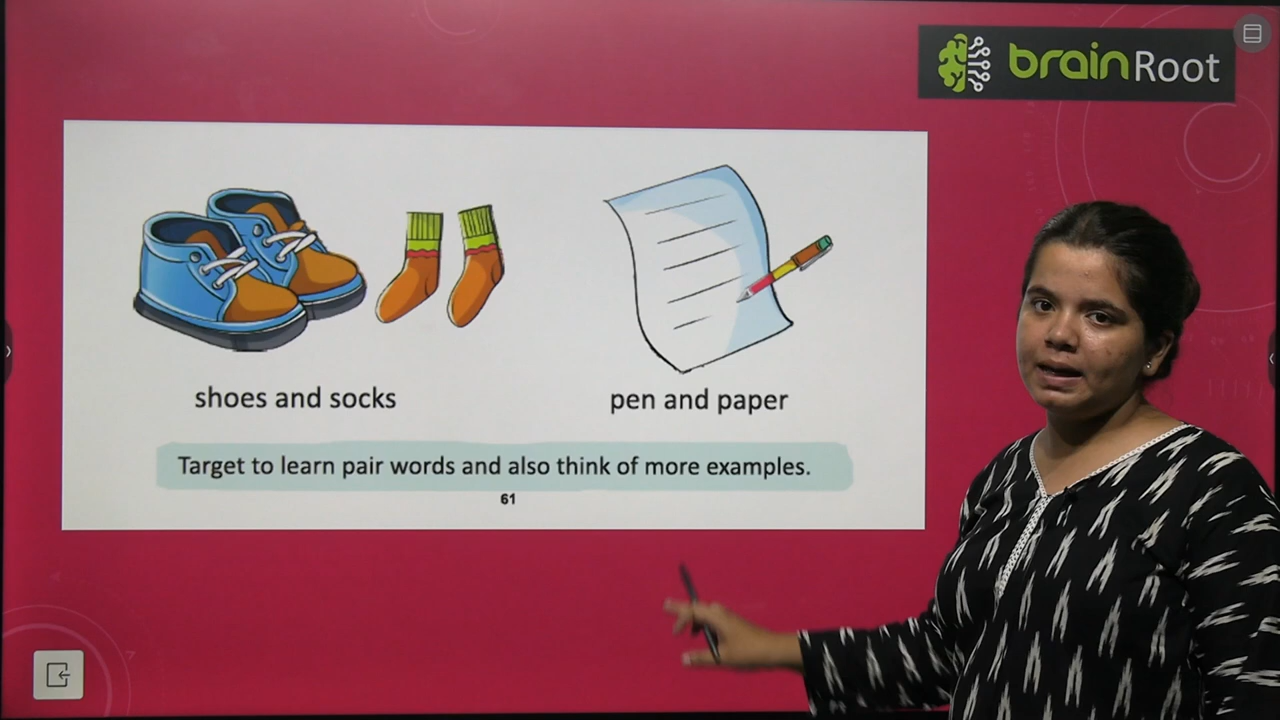 brainRoot
shoes and socks
pen and paper
Target to learn pair words and also think of more examples.
61